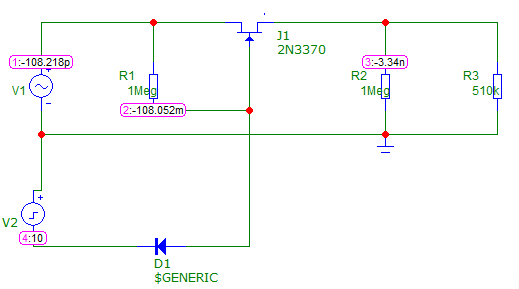 J1
2N3370
1:-108.218p
V1
R1
1Meg
2:-108.052m
3:-3.34n
R2
1Meg
R3
510k
V2
4:10
D1
$GENERIC